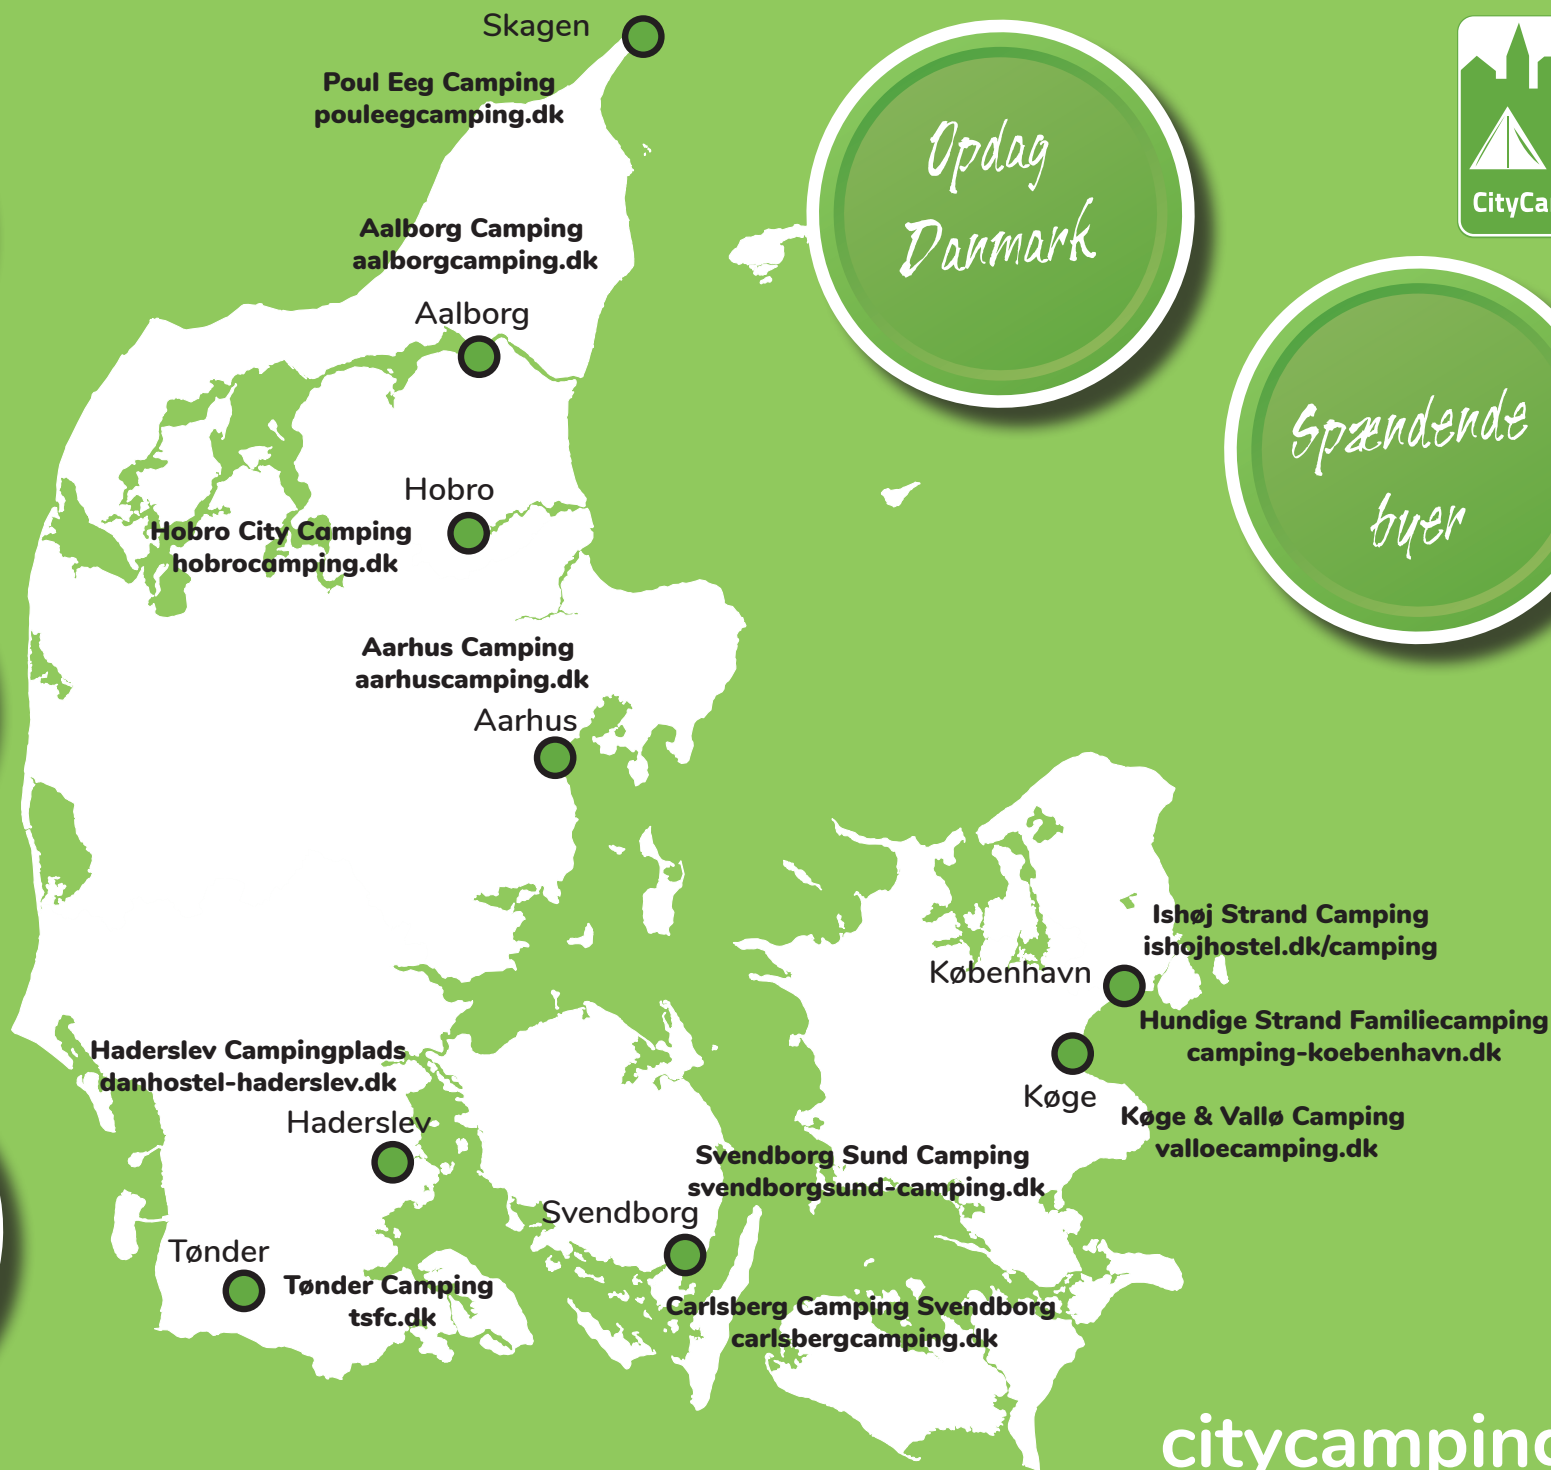 Skagen
Poul Eeg Camping
pouleegcamping.dk
Opdag
Danmark
CityCa
Aalborg Camping
aalborgcamping.dk
Aalborg
Spændende
byer
Hobro
Hobro City Camping
hobrocamping.dk
Aarhus Camping
aarhuscamping.dk
Aarhus
Ishøj Strand Camping
ishojhostel.dk/camping
København
Hundige Strand Familiecamping
camping-koebenhavn.dk
Køge
Køge & Vallø Camping
valloecamping.dk
Haderslev Campingplads
danhostel-haderslev.dk
Haderslev
Svendborg Sund Camping
svendborgsund-camping.dk
Svendborg
Tønder
Tønder Camping
tsfc.dk
Carlsberg Camping Svendborg
carlsbergcamping.dk
citycamping